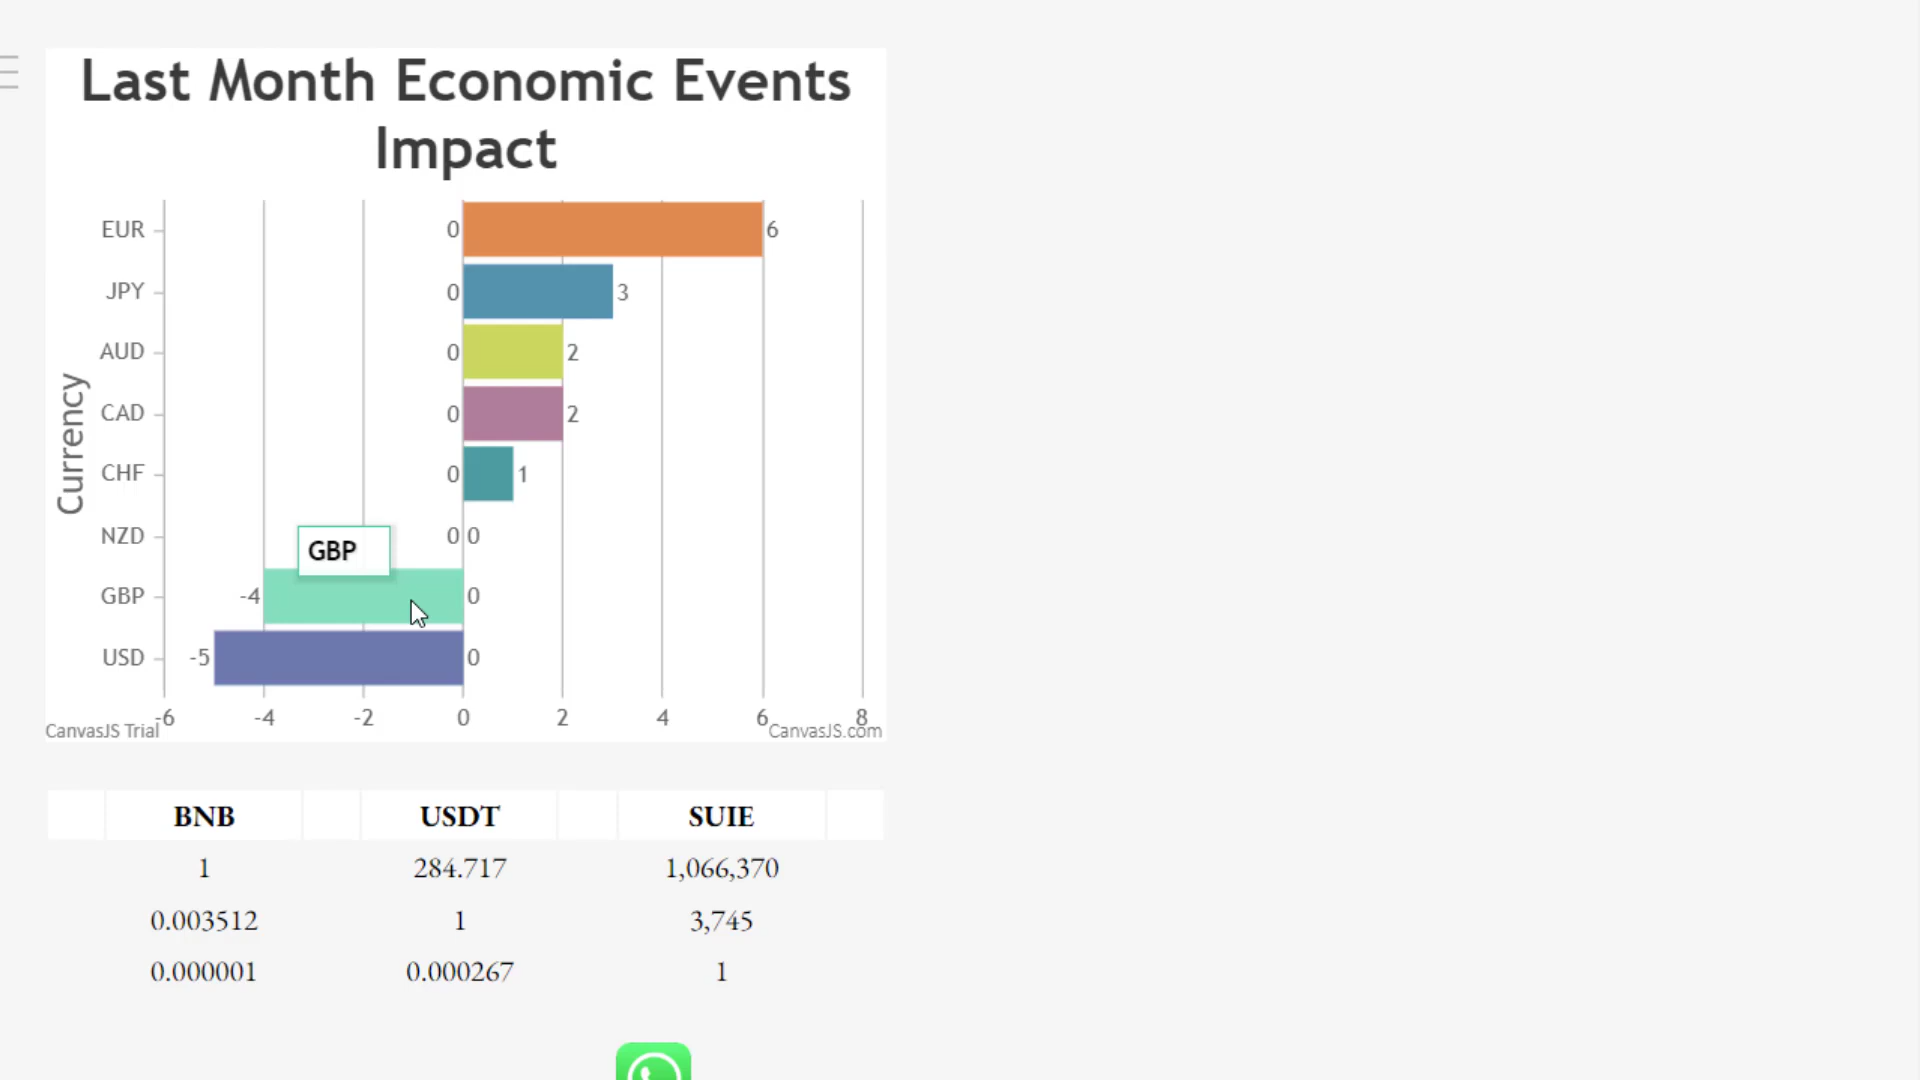 Last Month Economic Events
Impact
Currency
EUR 0 6
JPY 0 3
AUD 0 2
CAD 0 2
CHF 0 1
NZD 0 0
GBP
GBP -4 0
USD -5 0
-6 -4 -2 0 2 4 6 8
CanvasJS Trial CanvasJS.com
BNB USDT SUIE
1 284.717 1,066,370
0.003512 1 3,745
0.000001 0.000267 1